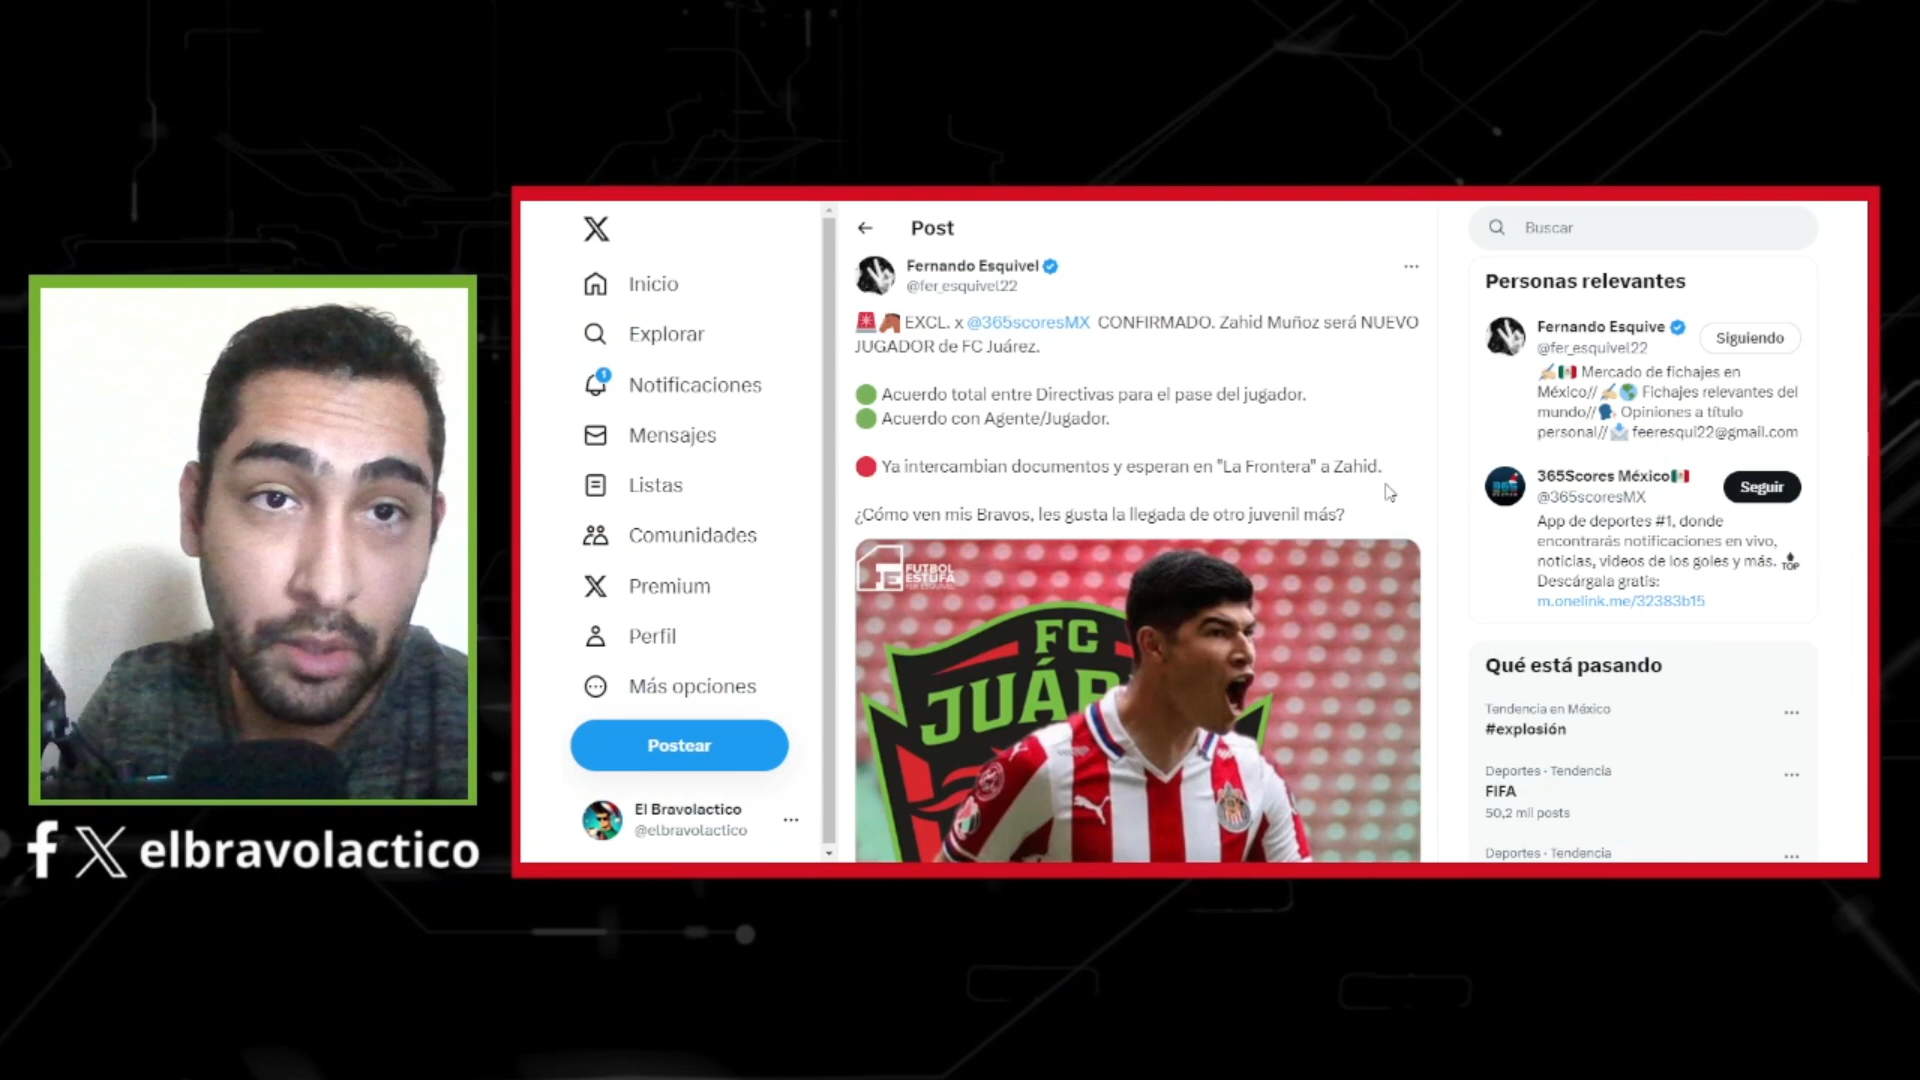 f X elbravolactico
X
Inicio
Explorar
1
Notificaciones
Mensajes
Listas
Comunidades
Premium
Perfil
Más opciones
Postear
El Bravolactico
@elbravolactico
Post
Fernando Esquivel
@fer_esquivel22
🚨🐴 EXCL. x @365scoresMX CONFIRMADO. Zahid Muñoz será NUEVO
JUGADOR de FC Juárez.
🟢 Acuerdo total entre Directivas para el pase del jugador.
🟢 Acuerdo con Agente/Jugador.
🔴 Ya intercambian documentos y esperan en "La Frontera" a Zahid.
¿Cómo ven mis Bravos, les gusta la llegada de otro juvenil más?
FUTBOL
ESTUFA
FC
JUÁR
Buscar
Personas relevantes
Fernando Esquive
@fer_esquivel22
Siguiendo
✍🇲🇽 Mercado de fichajes en
México//✍🌎 Fichajes relevantes del
mundo//🗣 Opiniones a título
personal//📩 feeresqui22@gmail.com
365Scores México🇲🇽
@365scoresMX
Seguir
App de deportes #1, donde
encontrarás notificaciones en vivo,
noticias, videos de los goles y más. 🔝
Descárgala gratis:
m.onelink.me/32383b15
Qué está pasando
Tendencia en México
#explosión
Deportes · Tendencia
FIFA
50,2 mil posts
Deportes · Tendencia